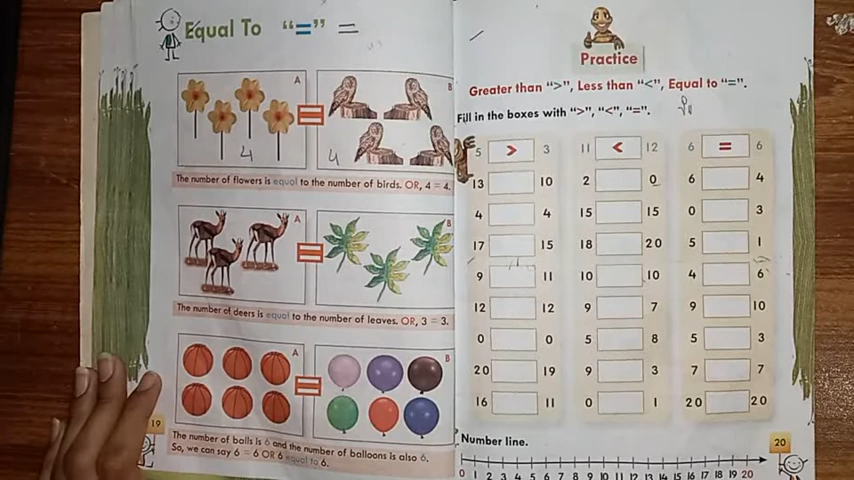 Equal To "=" =
A
B
4
4
The number of flowers is equal to the number of birds. OR, 4 = 4.
A
B
The number of deers is equal to the number of leaves. OR, 3 = 3.
A
B
The number of balls is 6 and the number of balloons is also 6.
So, we can say 6 = 6 OR 6 equal to 6.
19
Practice
Greater than ">", Less than "<", Equal to "=".
Fill in the boxes with ">", "<", "=".
5 > 3 11 < 12 6 = 6
13 10 2 0 6 4
4 4 15 15 0 3
17 15 18 20 5 1
9 11 10 10 4 6
12 12 9 7 9 10
0 0 5 8 5 3
20 19 9 3 7 7
16 11 0 1 20 20
Number line.
20
0 1 2 3 4 5 6 7 8 9 10 11 12 13 14 15 16 17 18 19 20